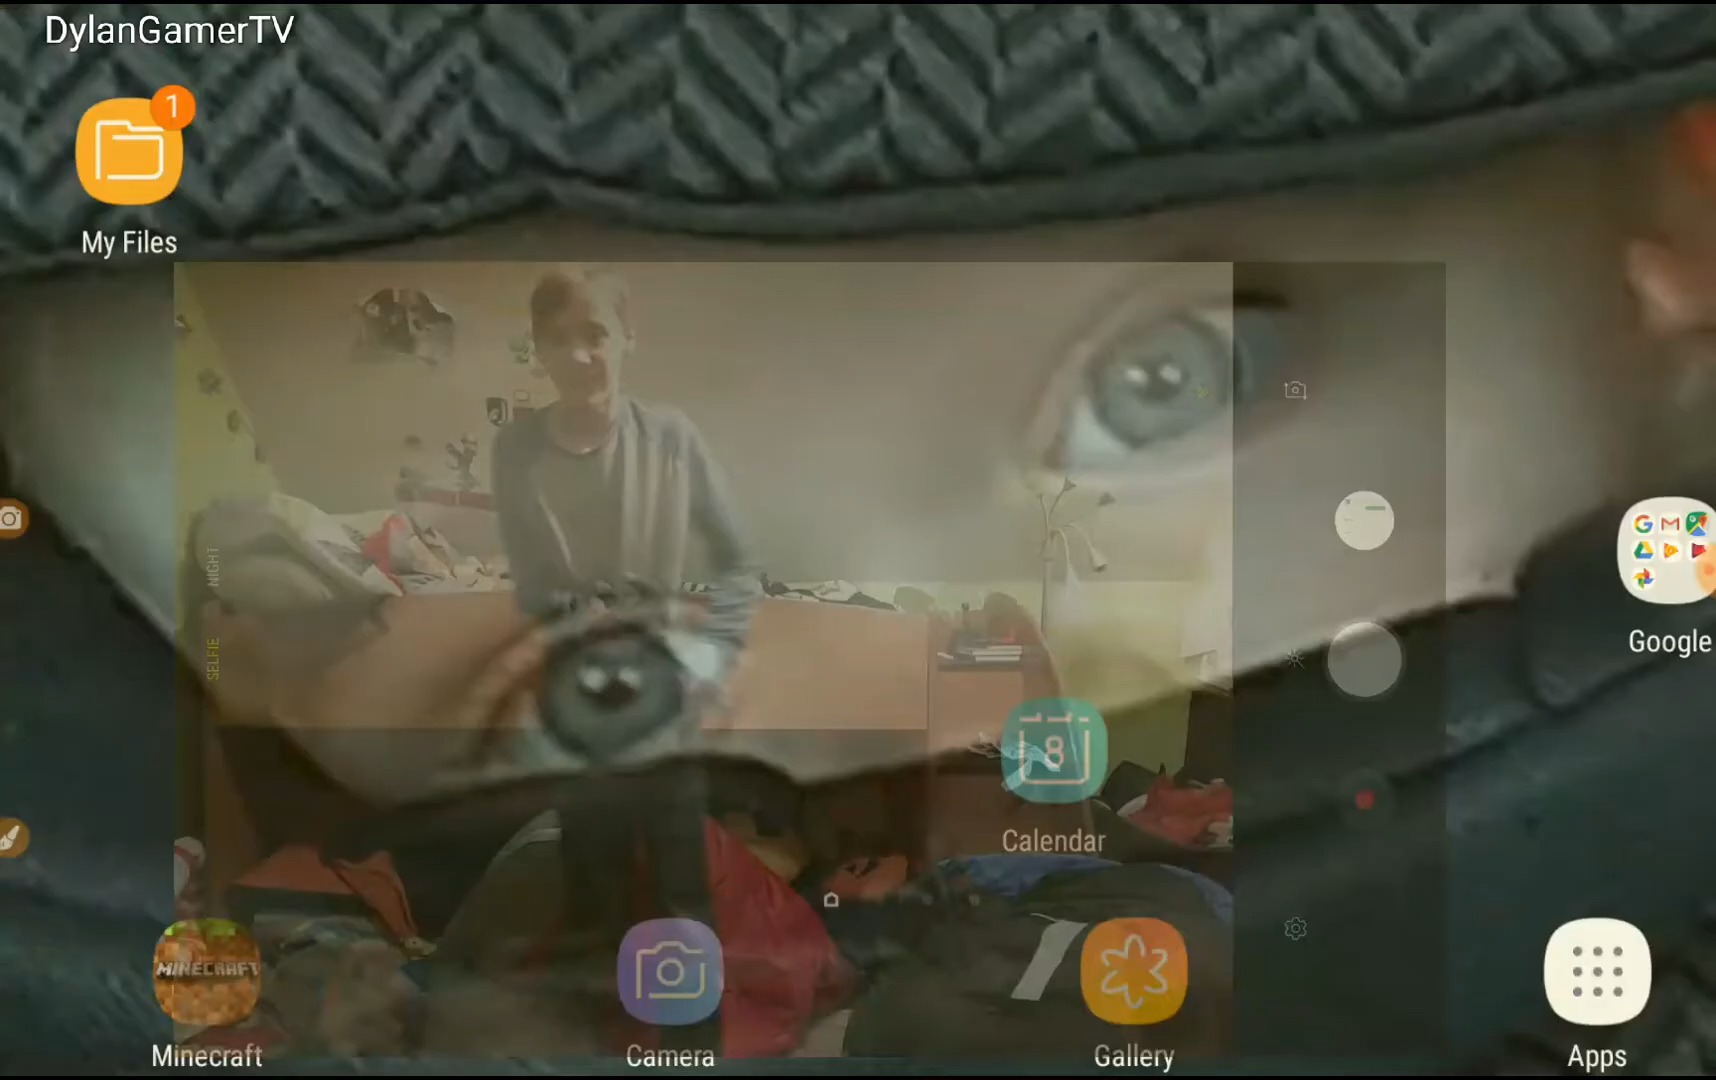 DylanGamerTV
1
My Files
NIGHT
SELFIE
Google
8
Calendar
MINECRAFT
Minecraft
Camera
Gallery
Apps